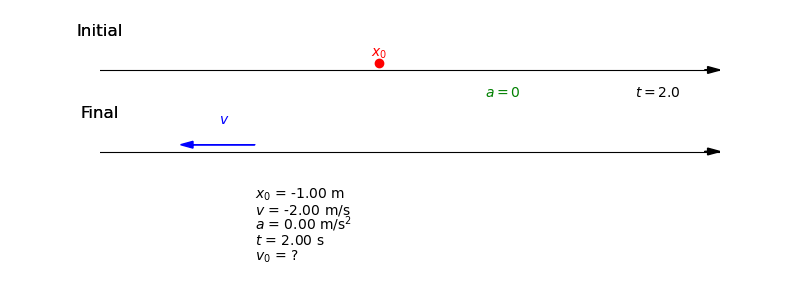 Initial
x₀
a = 0
t = 2.0
Final
v
x₀ = -1.00 m
v = -2.00 m/s
a = 0.00 m/s²
t = 2.00 s
v₀ = ?